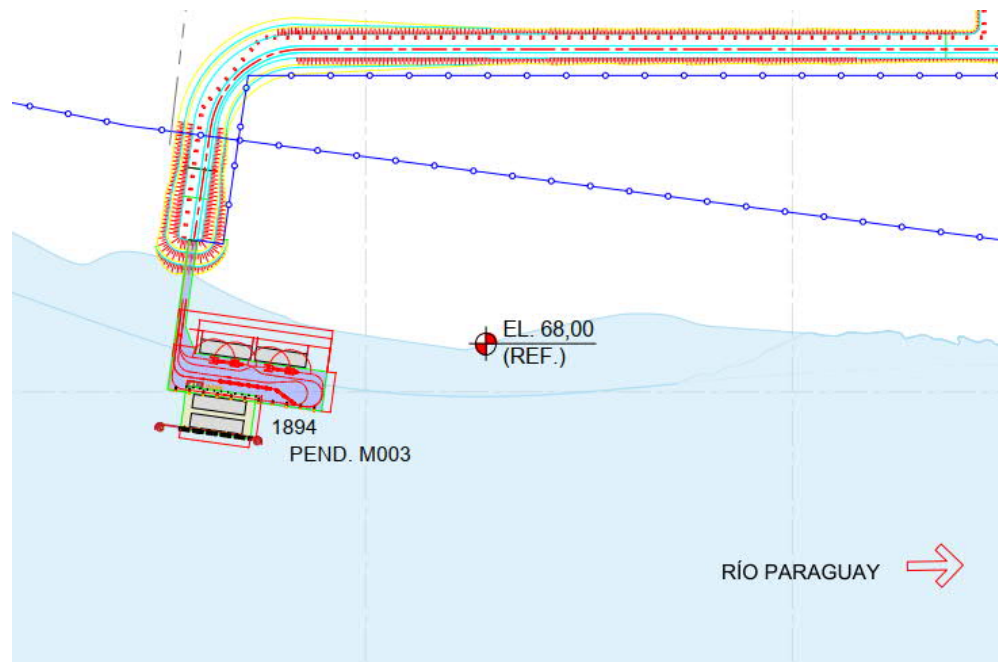 EL. 68,00
(REF.)
1894
PEND. M003
RÍO PARAGUAY